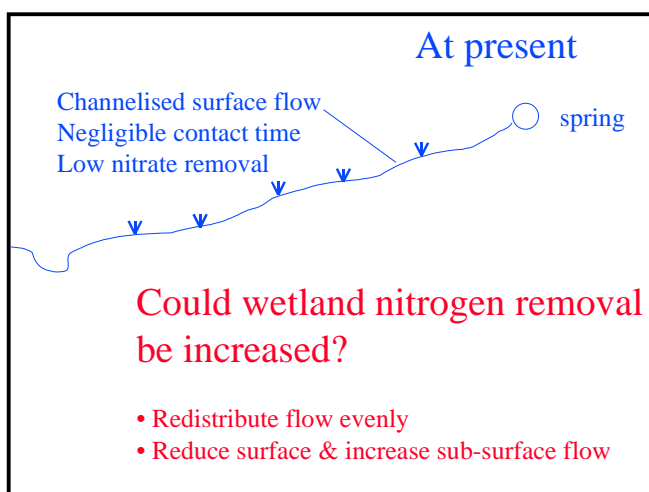 At present
Channelised surface flow
Negligible contact time
Low nitrate removal
spring
Could wetland nitrogen removal
be increased?
• Redistribute flow evenly
• Reduce surface & increase sub-surface flow